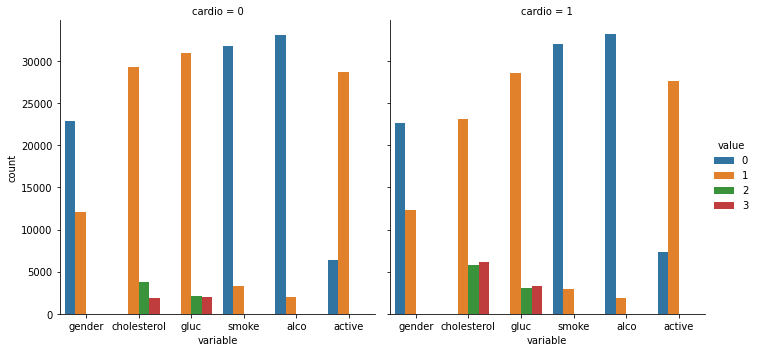 cardio = 0
cardio = 1
30000
25000
20000
15000
10000
5000
0
count
gender cholesterol gluc smoke alco active
variable
gender cholesterol gluc smoke alco active
variable
value
0
1
2
3